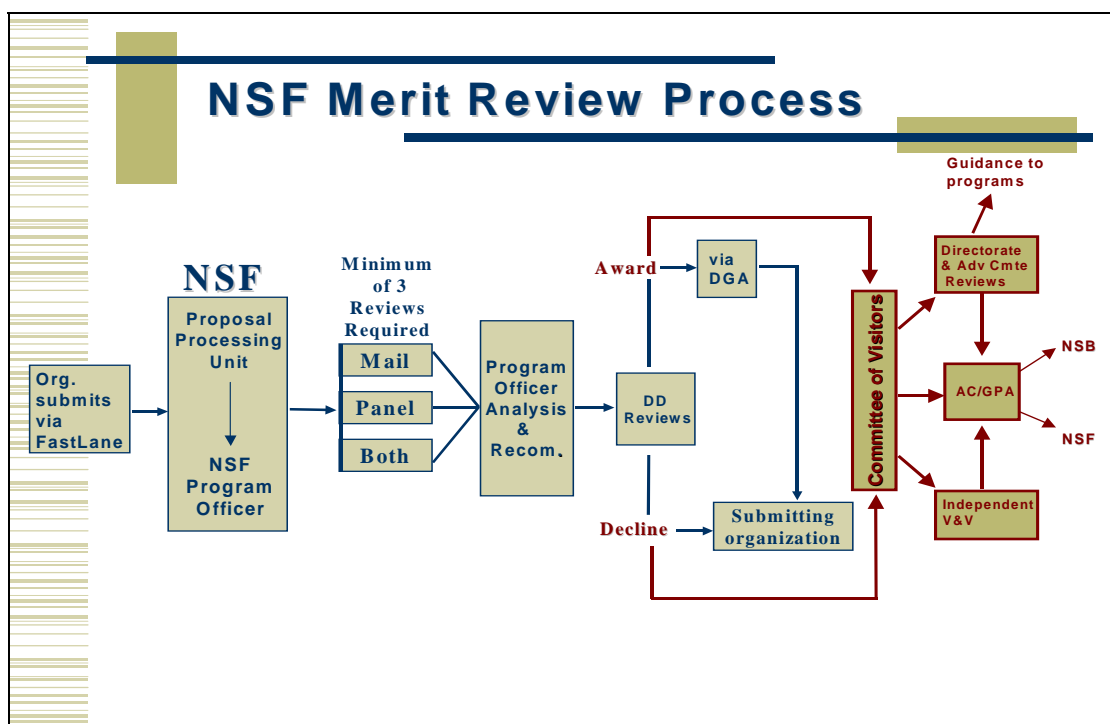 NSF Merit Review Process
Org.
submits
via
FastLane
NSF
Proposal
Processing
Unit
NSF
Program
Officer
Minimum
of 3
Reviews
Required
Mail
Panel
Both
Program
Officer
Analysis
&
Recom.
DD
Reviews
Award
via
DGA
Decline
Submitting
organization
Committee of Visitors
Guidance to
programs
Directorate
& Adv Cmte
Reviews
AC/GPA
NSB
NSF
Independent
V&V